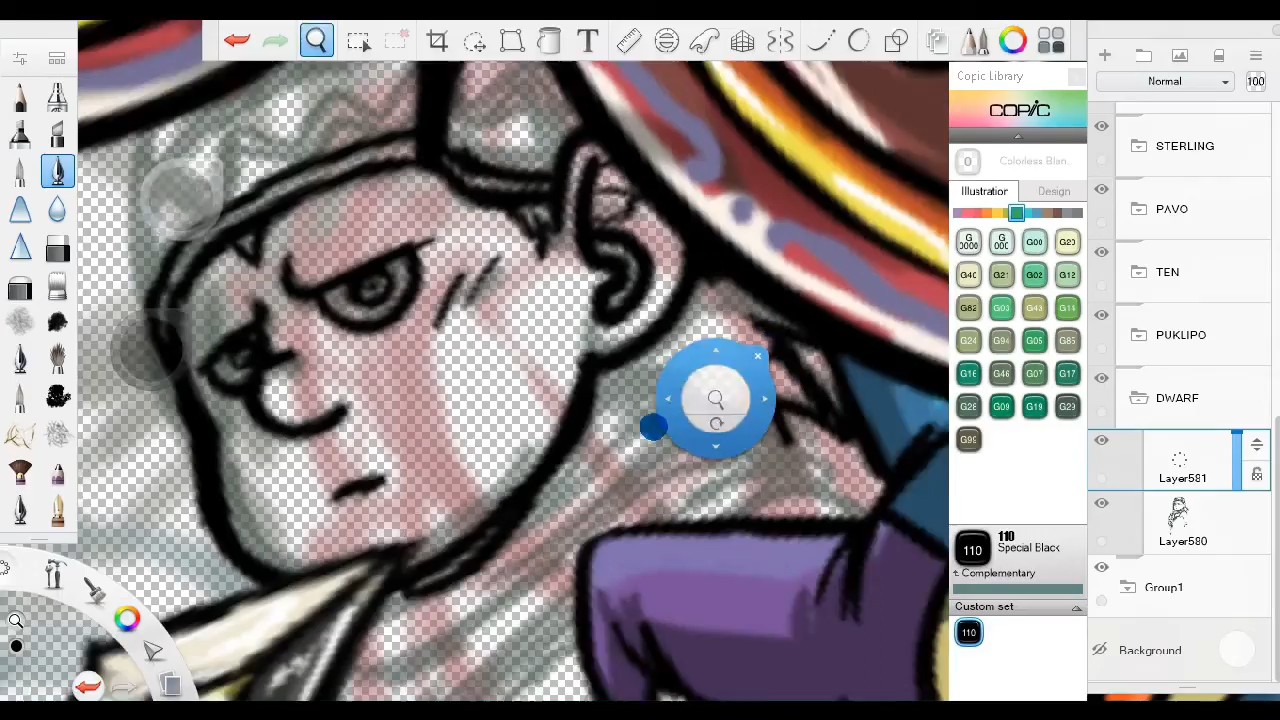 T
Copic Library
COPIC
0 Colorless Blan...
Illustration Design
G0000 G000 G00 G20
G40 G21 G02 G12
G82 G03 G43 G14
G24 G94 G05 G85
G16 G46 G07 G17
G28 G09 G19 G29
G99
110 110
Special Black
Complementary
Custom set
110
Normal 100
STERLING
PAVO
TEN
PUKLIPO
DWARF
Layer581
Layer580
Group1
Background